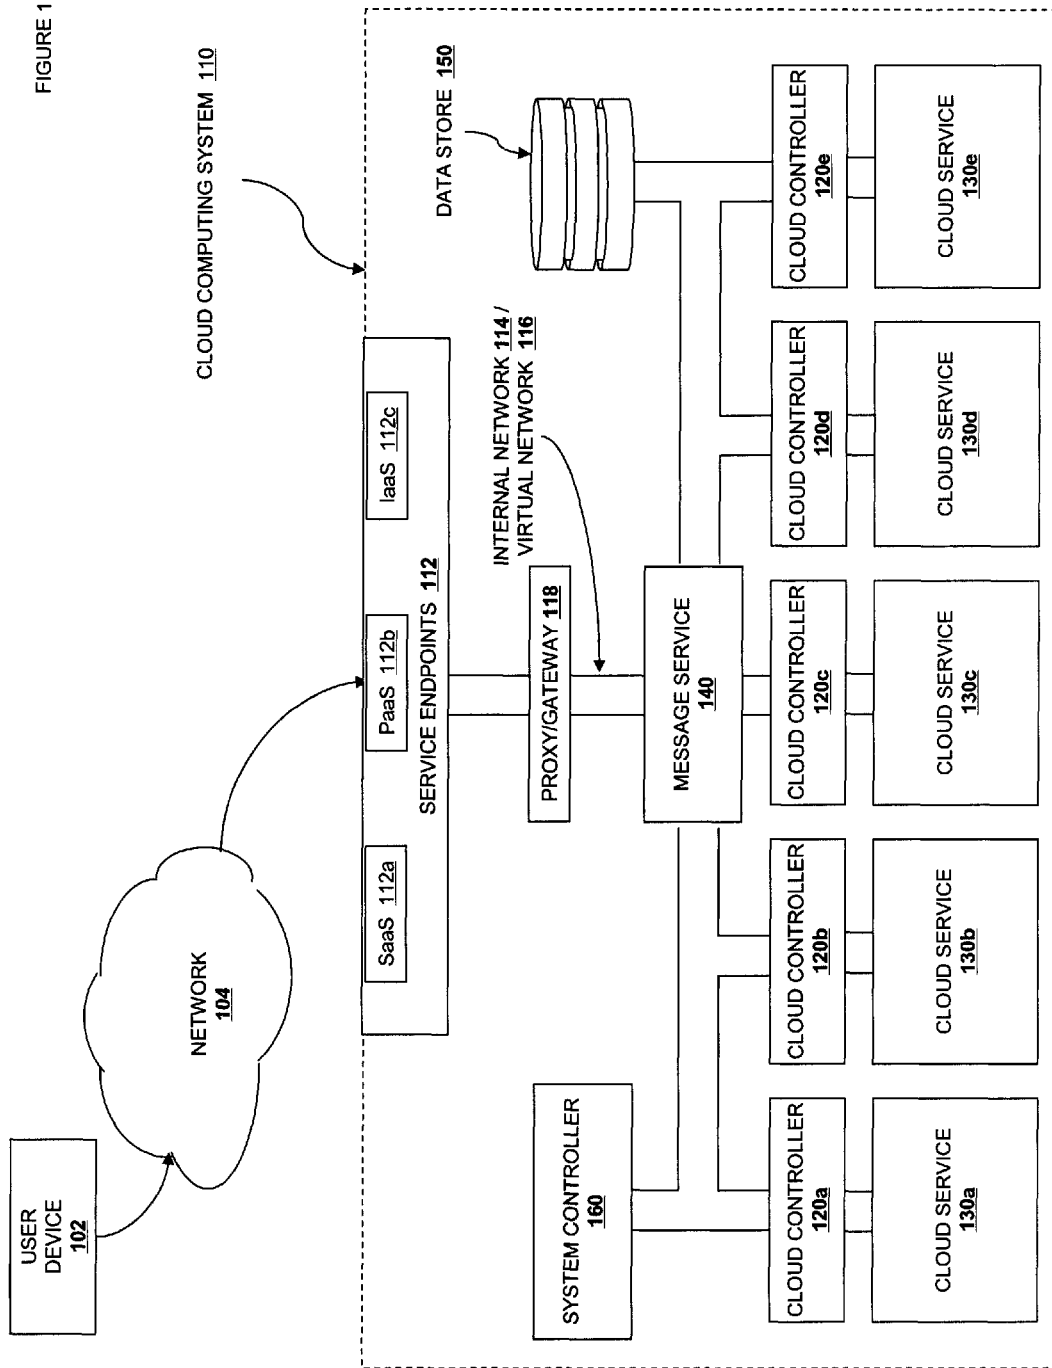 FIGURE 1
USER
DEVICE
102
NETWORK
104
CLOUD COMPUTING SYSTEM 110
SaaS 112a
PaaS 112b
IaaS 112c
SERVICE ENDPOINTS 112
PROXY/GATEWAY 118
INTERNAL NETWORK 114 /
VIRTUAL NETWORK 116
DATA STORE 150
SYSTEM CONTROLLER
160
MESSAGE SERVICE
140
CLOUD CONTROLLER
120a
CLOUD CONTROLLER
120b
CLOUD CONTROLLER
120c
CLOUD CONTROLLER
120d
CLOUD CONTROLLER
120e
CLOUD SERVICE
130a
CLOUD SERVICE
130b
CLOUD SERVICE
130c
CLOUD SERVICE
130d
CLOUD SERVICE
130e